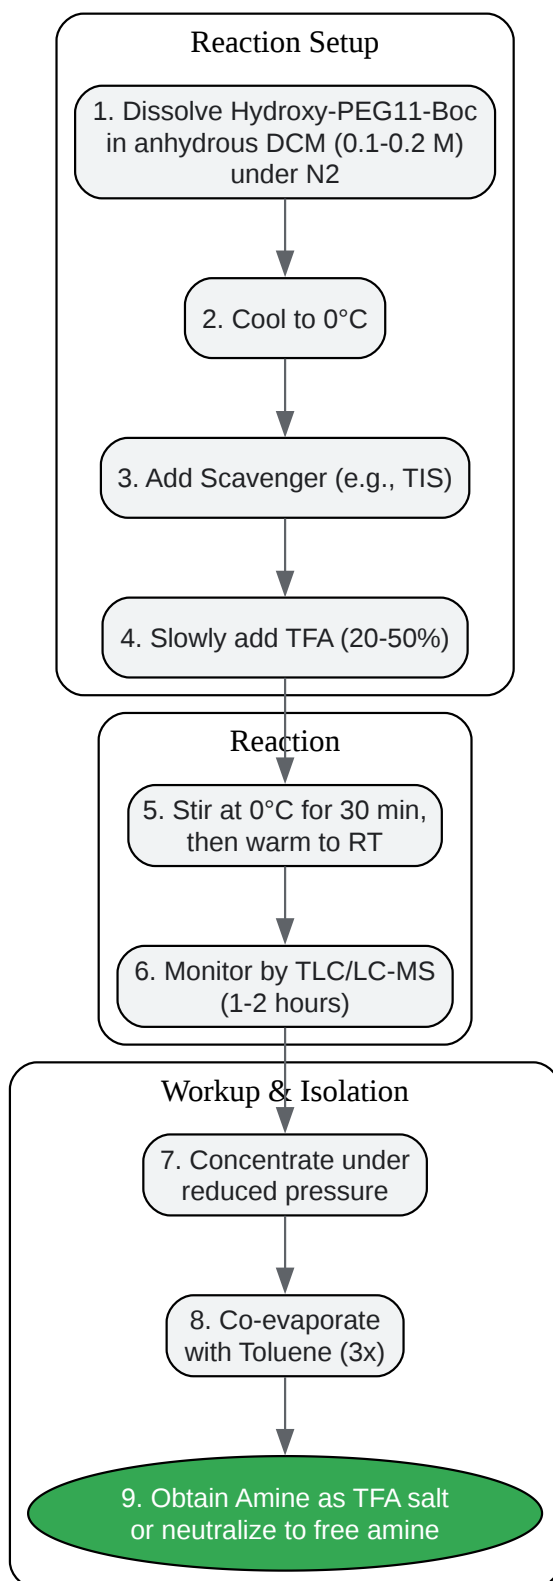 Reaction Setup
1. Dissolve Hydroxy-PEG11-Boc
in anhydrous DCM (0.1-0.2 M)
under N2
2. Cool to 0°C
3. Add Scavenger (e.g., TIS)
4. Slowly add TFA (20-50%)
Reaction
5. Stir at 0°C for 30 min,
then warm to RT
6. Monitor by TLC/LC-MS
(1-2 hours)
Workup & Isolation
7. Concentrate under
reduced pressure
8. Co-evaporate
with Toluene (3x)
9. Obtain Amine as TFA salt
or neutralize to free amine